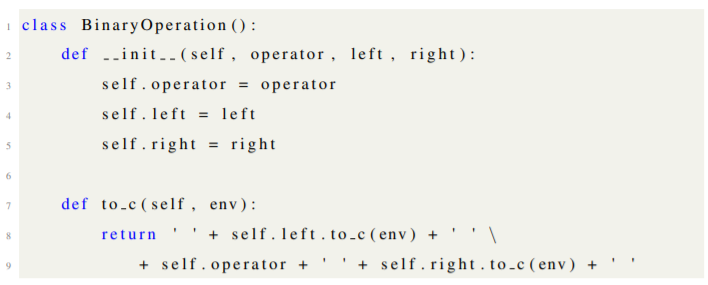 1 class BinaryOperation():
2     def __init__(self, operator, left, right):
3         self.operator = operator
4         self.left = left
5         self.right = right
6
7     def to_c(self, env):
8         return ' ' + self.left.to_c(env) + ' ' \
9             + self.operator + ' ' + self.right.to_c(env) + ' '